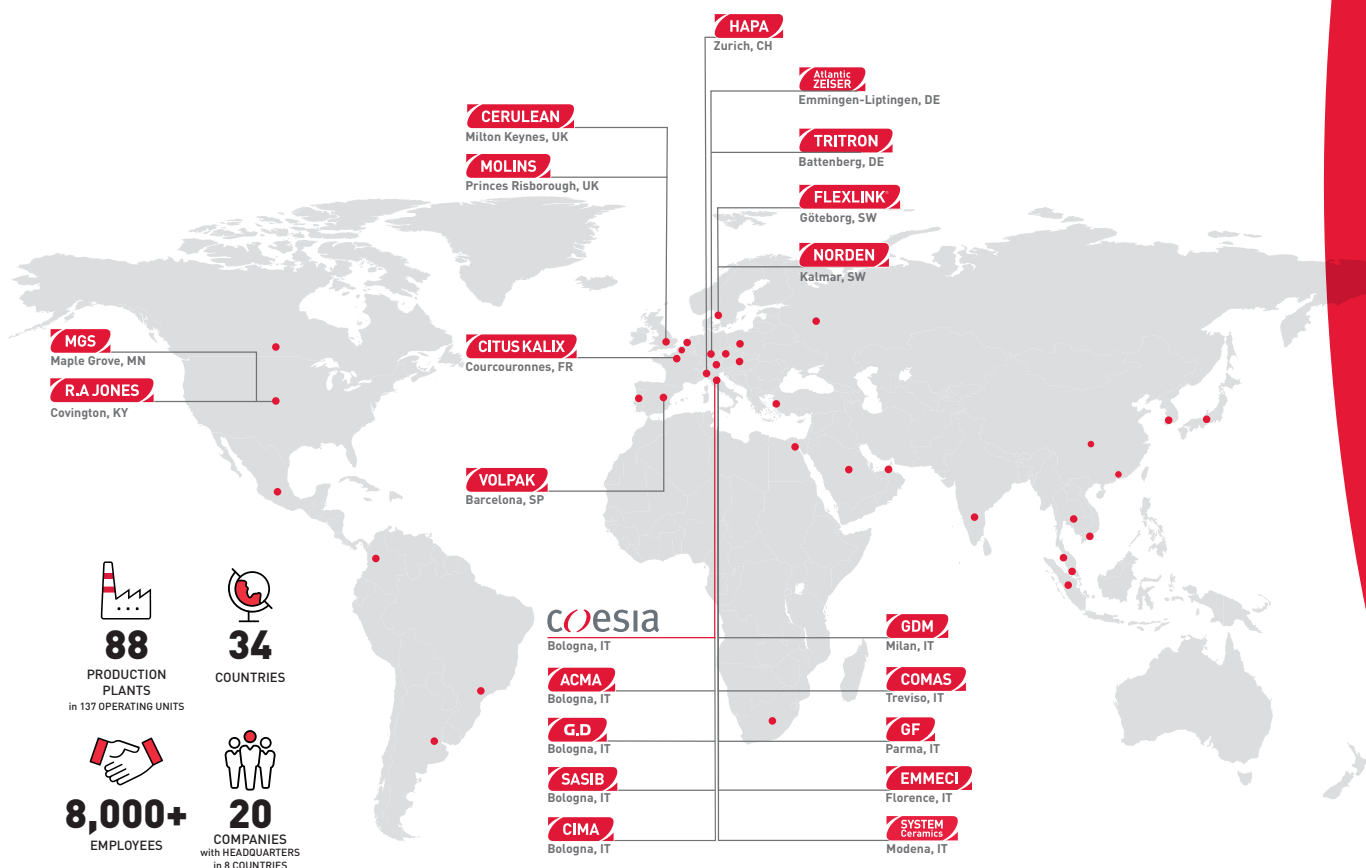 HAPA
Zurich, CH
Atlantic
ZEISER
Emmingen-Liptingen, DE
CERULEAN
Milton Keynes, UK
TRITRON
Battenberg, DE
MOLINS
Princes Risborough, UK
FLEXLINK®
Göteborg, SW
NORDEN
Kalmar, SW
MGS
Maple Grove, MN
CITUS KALIX
Courcouronnes, FR
R.A JONES
Covington, KY
VOLPAK
Barcelona, SP
88
PRODUCTION
PLANTS
in 137 OPERATING UNITS
34
COUNTRIES
8,000+
EMPLOYEES
20
COMPANIES
with HEADQUARTERS
in 8 COUNTRIES
coesia
Bologna, IT
ACMA
Bologna, IT
G.D
Bologna, IT
SASIB
Bologna, IT
CIMA
Bologna, IT
GDM
Milan, IT
COMAS
Treviso, IT
GF
Parma, IT
EMMECI
Florence, IT
SYSTEM
Ceramics
Modena, IT